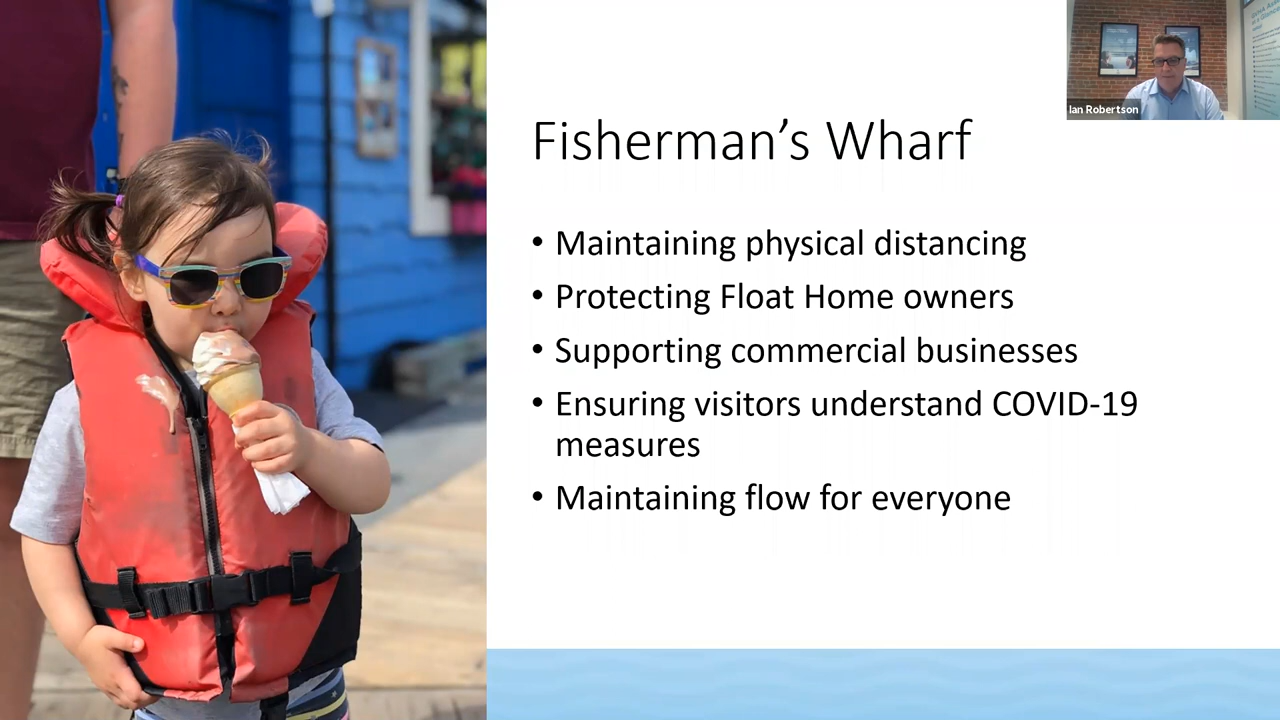 Ian Robertson
Fisherman's Wharf
• Maintaining physical distancing
• Protecting Float Home owners
• Supporting commercial businesses
• Ensuring visitors understand COVID-19
measures
• Maintaining flow for everyone